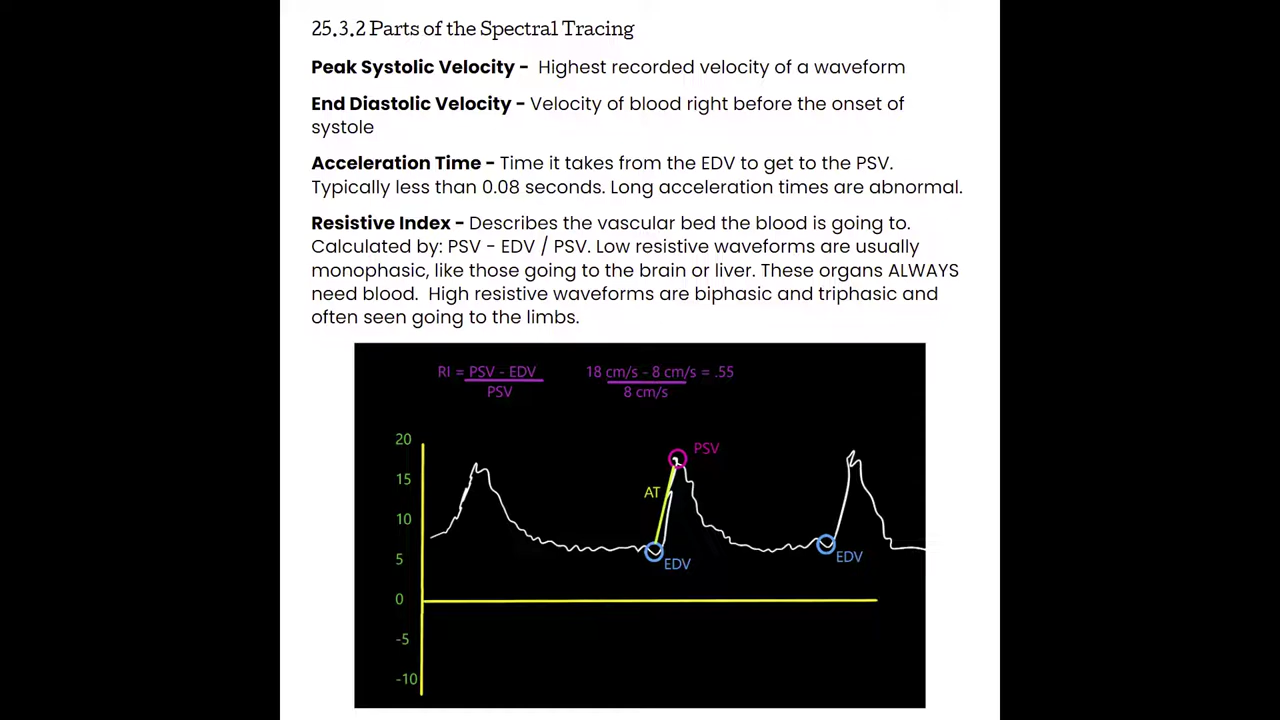 25.3.2 Parts of the Spectral Tracing
Peak Systolic Velocity - Highest recorded velocity of a waveform
End Diastolic Velocity - Velocity of blood right before the onset of
systole
Acceleration Time - Time it takes from the EDV to get to the PSV.
Typically less than 0.08 seconds. Long acceleration times are abnormal.
Resistive Index - Describes the vascular bed the blood is going to.
Calculated by: PSV - EDV / PSV. Low resistive waveforms are usually
monophasic, like those going to the brain or liver. These organs ALWAYS
need blood. High resistive waveforms are biphasic and triphasic and
often seen going to the limbs.
RI = PSV - EDV
PSV
18 cm/s - 8 cm/s = .55
8 cm/s
20
15
10
5
0
-5
-10
PSV
AT
EDV
EDV